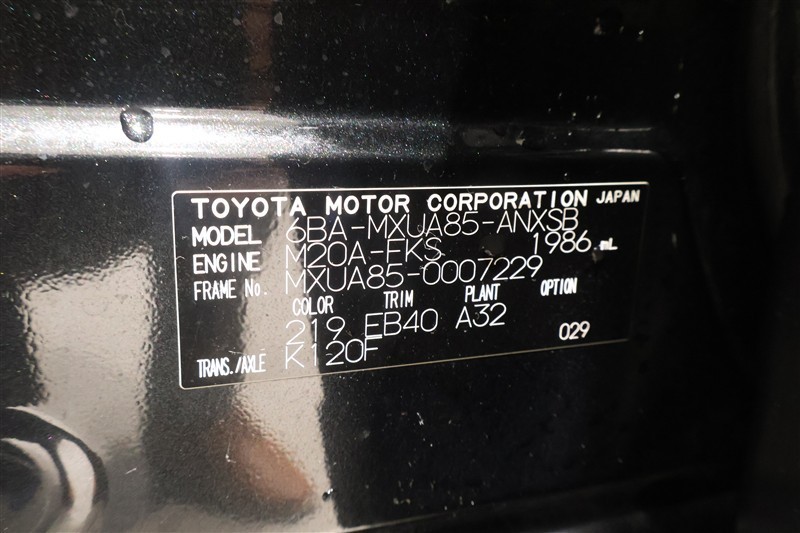 TOYOTA MOTOR CORPORATION JAPAN
MODEL 6BA-MXUA85-ANXSB
ENGINE M20A-FKS 1986 mL
FRAME No. MXUA85-0007229
COLOR TRIM PLANT OPTION
219 EB40 A32
029
TRANS./AXLE K120F